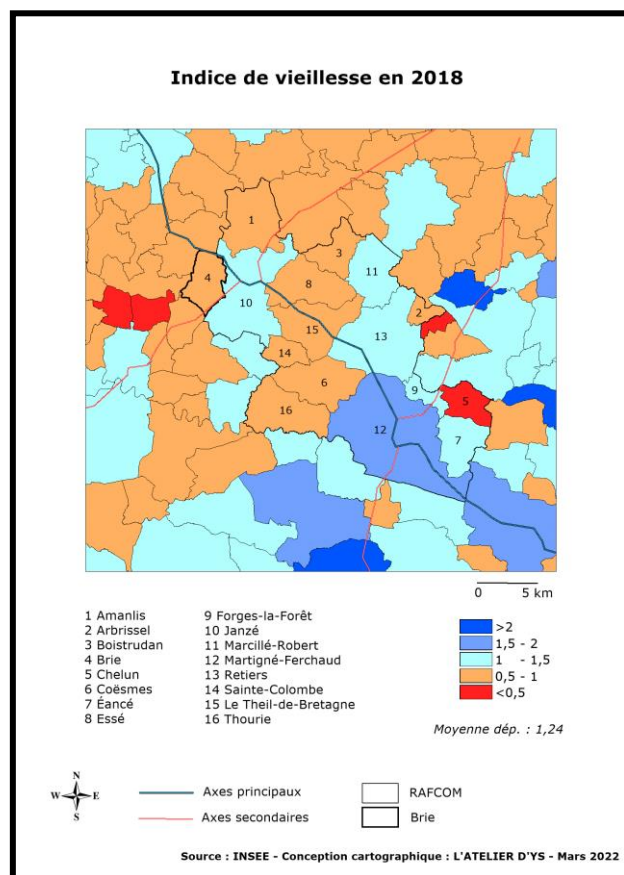 Indice de vieillesse en 2018
1
3
4
8
11
10
2
15
13
14
6
9
5
16
12
7
0 5 km
1 Amanlis
2 Arbrissel
3 Boistrudan
4 Brie
5 Chelun
6 Coësmes
7 Éancé
8 Essé
9 Forges-la-Forêt
10 Janzé
11 Marcillé-Robert
12 Martigné-Ferchaud
13 Retiers
14 Sainte-Colombe
15 Le Theil-de-Bretagne
16 Thourie
>2
1,5 - 2
1 - 1,5
0,5 - 1
<0,5
Moyenne dép. : 1,24
N
W E
S
Axes principaux
Axes secondaires
RAFCOM
Brie
Source : INSEE - Conception cartographique : L'ATELIER D'YS - Mars 2022